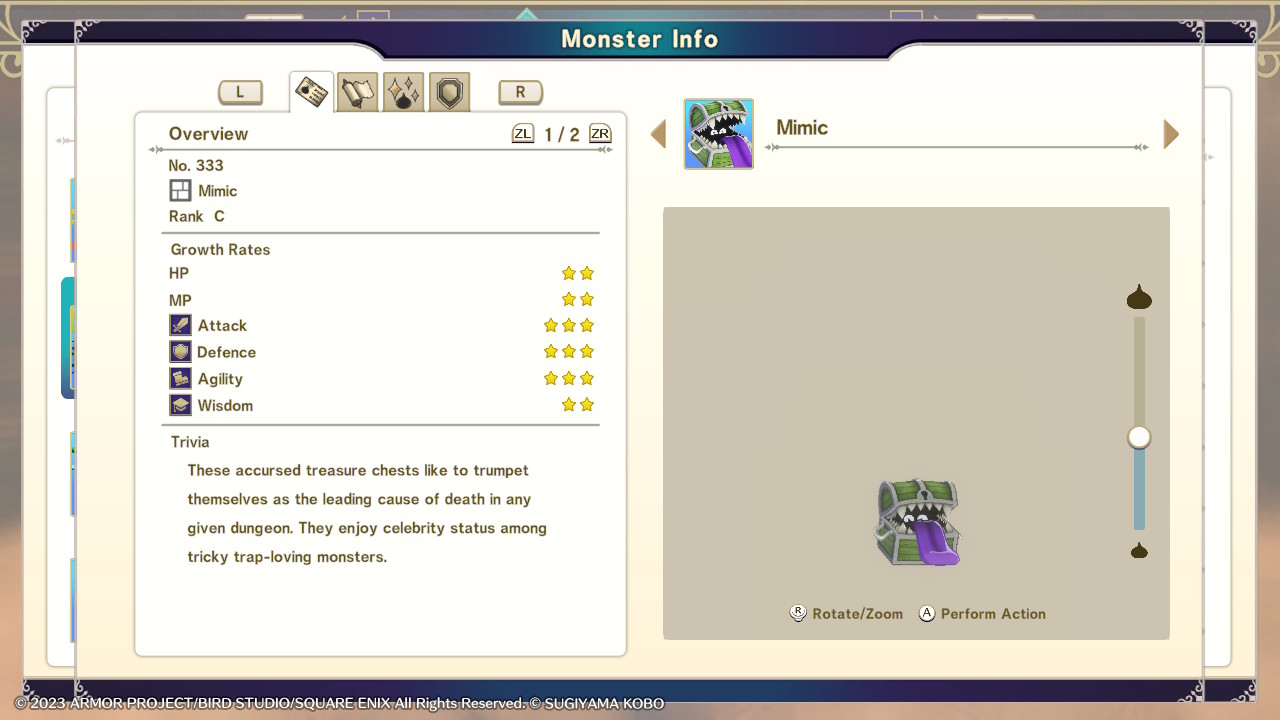 Monster Info
L
R
Overview
ZL 1 / 2 ZR
No. 333
Mimic
Rank C
Growth Rates
HP
MP
Attack
Defence
Agility
Wisdom
Trivia
These accursed treasure chests like to trumpet
themselves as the leading cause of death in any
given dungeon. They enjoy celebrity status among
tricky trap-loving monsters.
Mimic
R Rotate/Zoom A Perform Action
© 2023 ARMOR PROJECT/BIRD STUDIO/SQUARE ENIX All Rights Reserved. © SUGIYAMA KOBO